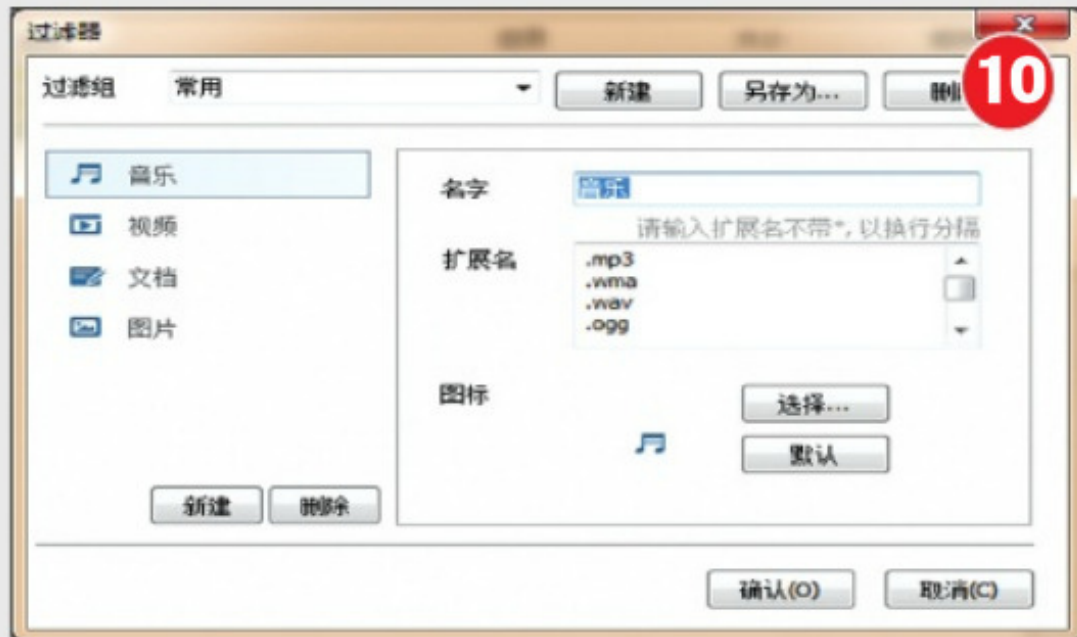 过滤器
10
过滤组 常用 新建 另存为... 删
音乐
视频
文档
图片
新建 删除
名字 音乐
请输入扩展名不带*, 以换行分隔
扩展名 .mp3
.wma
.wav
.ogg
图标 选择...
默认
确认(O) 取消(C)